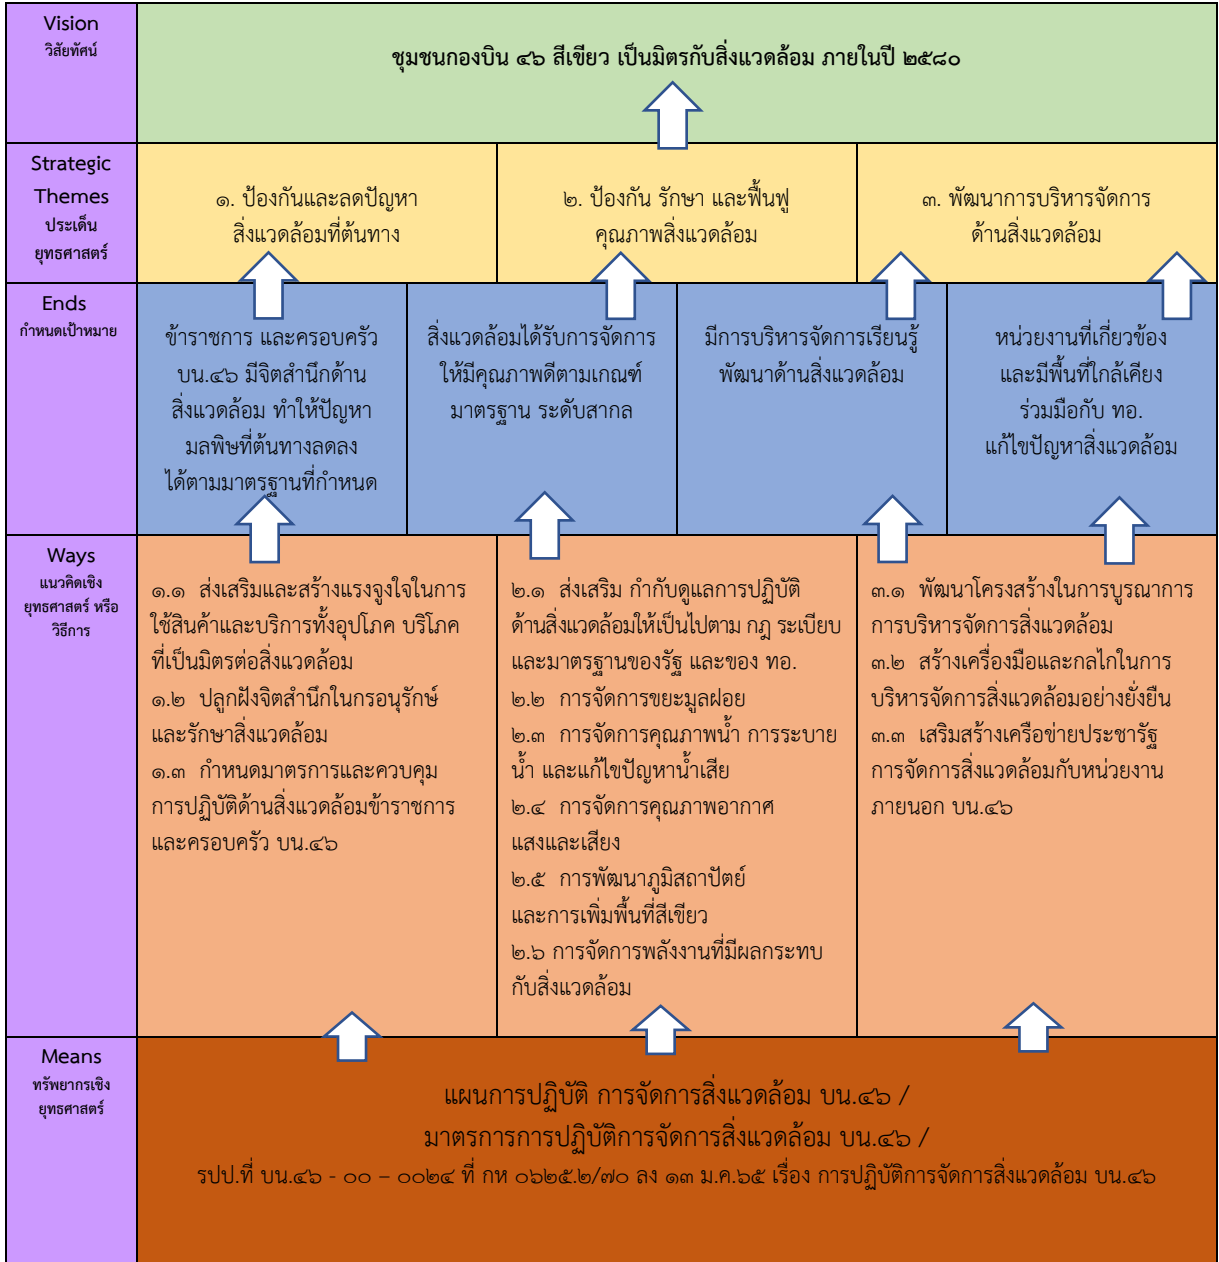 Vision
วิสัยทัศน์
ชุมชนกองบิน ๔๖ สีเขียว เป็นมิตรกับสิ่งแวดล้อม ภายในปี ๒๕๘๐
Strategic
Themes
ประเด็น
ยุทธศาสตร์
๑. ป้องกันและลดปัญหา
สิ่งแวดล้อมที่ต้นทาง
๒. ป้องกัน รักษา และฟื้นฟู
คุณภาพสิ่งแวดล้อม
๓. พัฒนาการบริหารจัดการ
ด้านสิ่งแวดล้อม
Ends
กำหนดเป้าหมาย
ข้าราชการ และครอบครัว
บน.๔๖ มีจิตสำนึกด้าน
สิ่งแวดล้อม ทำให้ปัญหา
มลพิษที่ต้นทางลดลง
ได้ตามมาตรฐานที่กำหนด
สิ่งแวดล้อมได้รับการจัดการ
ให้มีคุณภาพดีตามเกณฑ์
มาตรฐาน ระดับสากล
มีการบริหารจัดการเรียนรู้
พัฒนาด้านสิ่งแวดล้อม
หน่วยงานที่เกี่ยวข้อง
และมีพื้นที่ใกล้เคียง
ร่วมมือกับ ทอ.
แก้ไขปัญหาสิ่งแวดล้อม
Ways
แนวคิดเชิง
ยุทธศาสตร์ หรือ
วิธีการ
๑.๑ ส่งเสริมและสร้างแรงจูงใจในการ
ใช้สินค้าและบริการทั้งอุปโภค บริโภค
ที่เป็นมิตรต่อสิ่งแวดล้อม
๑.๒ ปลูกฝังจิตสำนึกในกรอนุรักษ์
และรักษาสิ่งแวดล้อม
๑.๓ กำหนดมาตรการและควบคุม
การปฏิบัติด้านสิ่งแวดล้อมข้าราชการ
และครอบครัว บน.๔๖
๒.๑ ส่งเสริม กำกับดูแลการปฏิบัติ
ด้านสิ่งแวดล้อมให้เป็นไปตาม กฎ ระเบียบ
และมาตรฐานของรัฐ และของ ทอ.
๒.๒ การจัดการขยะมูลฝอย
๒.๓ การจัดการคุณภาพน้ำ การระบาย
น้ำ และแก้ไขปัญหาน้ำเสีย
๒.๔ การจัดการคุณภาพอากาศ
แสงและเสียง
๒.๕ การพัฒนาภูมิสถาปัตย์
และการเพิ่มพื้นที่สีเขียว
๒.๖ การจัดการพลังงานที่มีผลกระทบ
กับสิ่งแวดล้อม
๓.๑ พัฒนาโครงสร้างในการบูรณาการ
การบริหารจัดการสิ่งแวดล้อม
๓.๒ สร้างเครื่องมือและกลไกในการ
บริหารจัดการสิ่งแวดล้อมอย่างยั่งยืน
๓.๓ เสริมสร้างเครือข่ายประชารัฐ
การจัดการสิ่งแวดล้อมกับหน่วยงาน
ภายนอก บน.๔๖
Means
ทรัพยากรเชิง
ยุทธศาสตร์
แผนการปฏิบัติ การจัดการสิ่งแวดล้อม บน.๔๖ /
มาตรการการปฏิบัติการจัดการสิ่งแวดล้อม บน.๔๖ /
รปป.ที่ บน.๔๖ - ๐๐ – ๐๐๒๔ ที่ กห ๐๖๒๕.๒/๗๐ ลง ๑๓ ม.ค.๖๕ เรื่อง การปฏิบัติการจัดการสิ่งแวดล้อม บน.๔๖